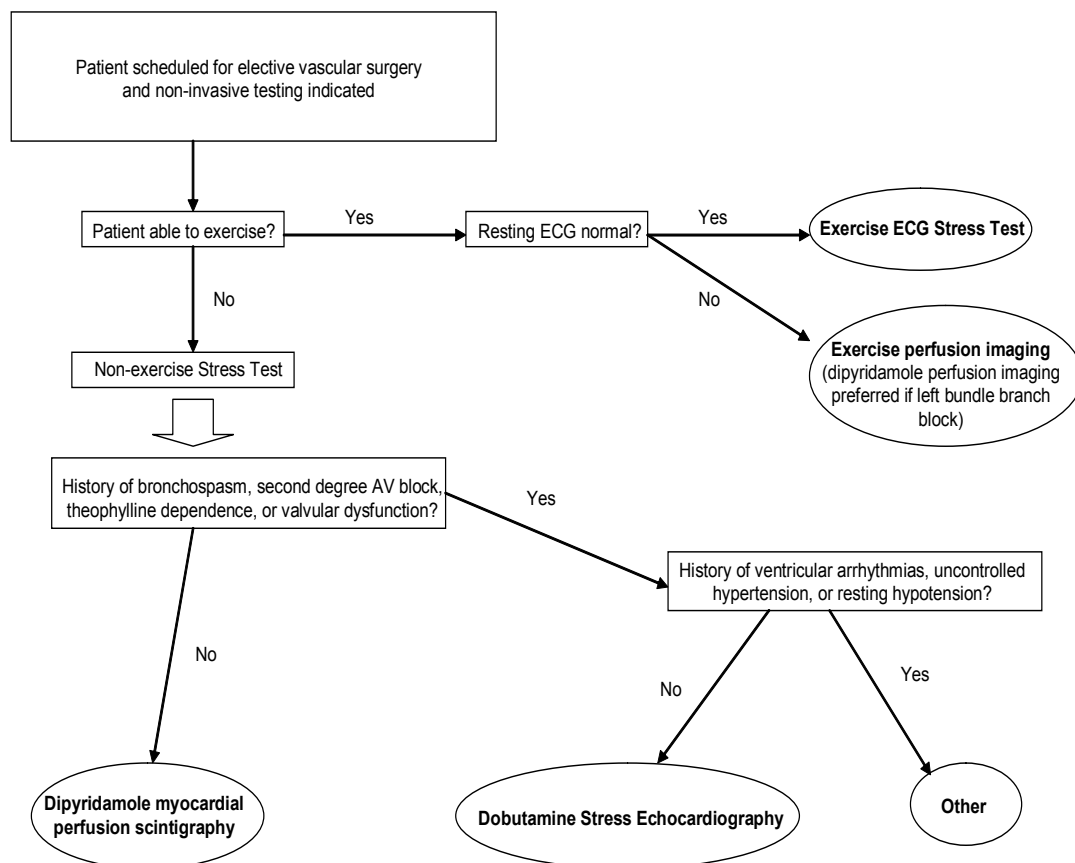 Patient scheduled for elective vascular surgery
and non-invasive testing indicated
Patient able to exercise?
Yes
Resting ECG normal?
Yes
Exercise ECG Stress Test
No
No
Exercise perfusion imaging
(dipyridamole perfusion imaging
preferred if left bundle branch
block)
Non-exercise Stress Test
History of bronchospasm, second degree AV block,
theophylline dependence, or valvular dysfunction?
Yes
History of ventricular arrhythmias, uncontrolled
hypertension, or resting hypotension?
No
No
Yes
Dipyridamole myocardial
perfusion scintigraphy
Dobutamine Stress Echocardiography
Other